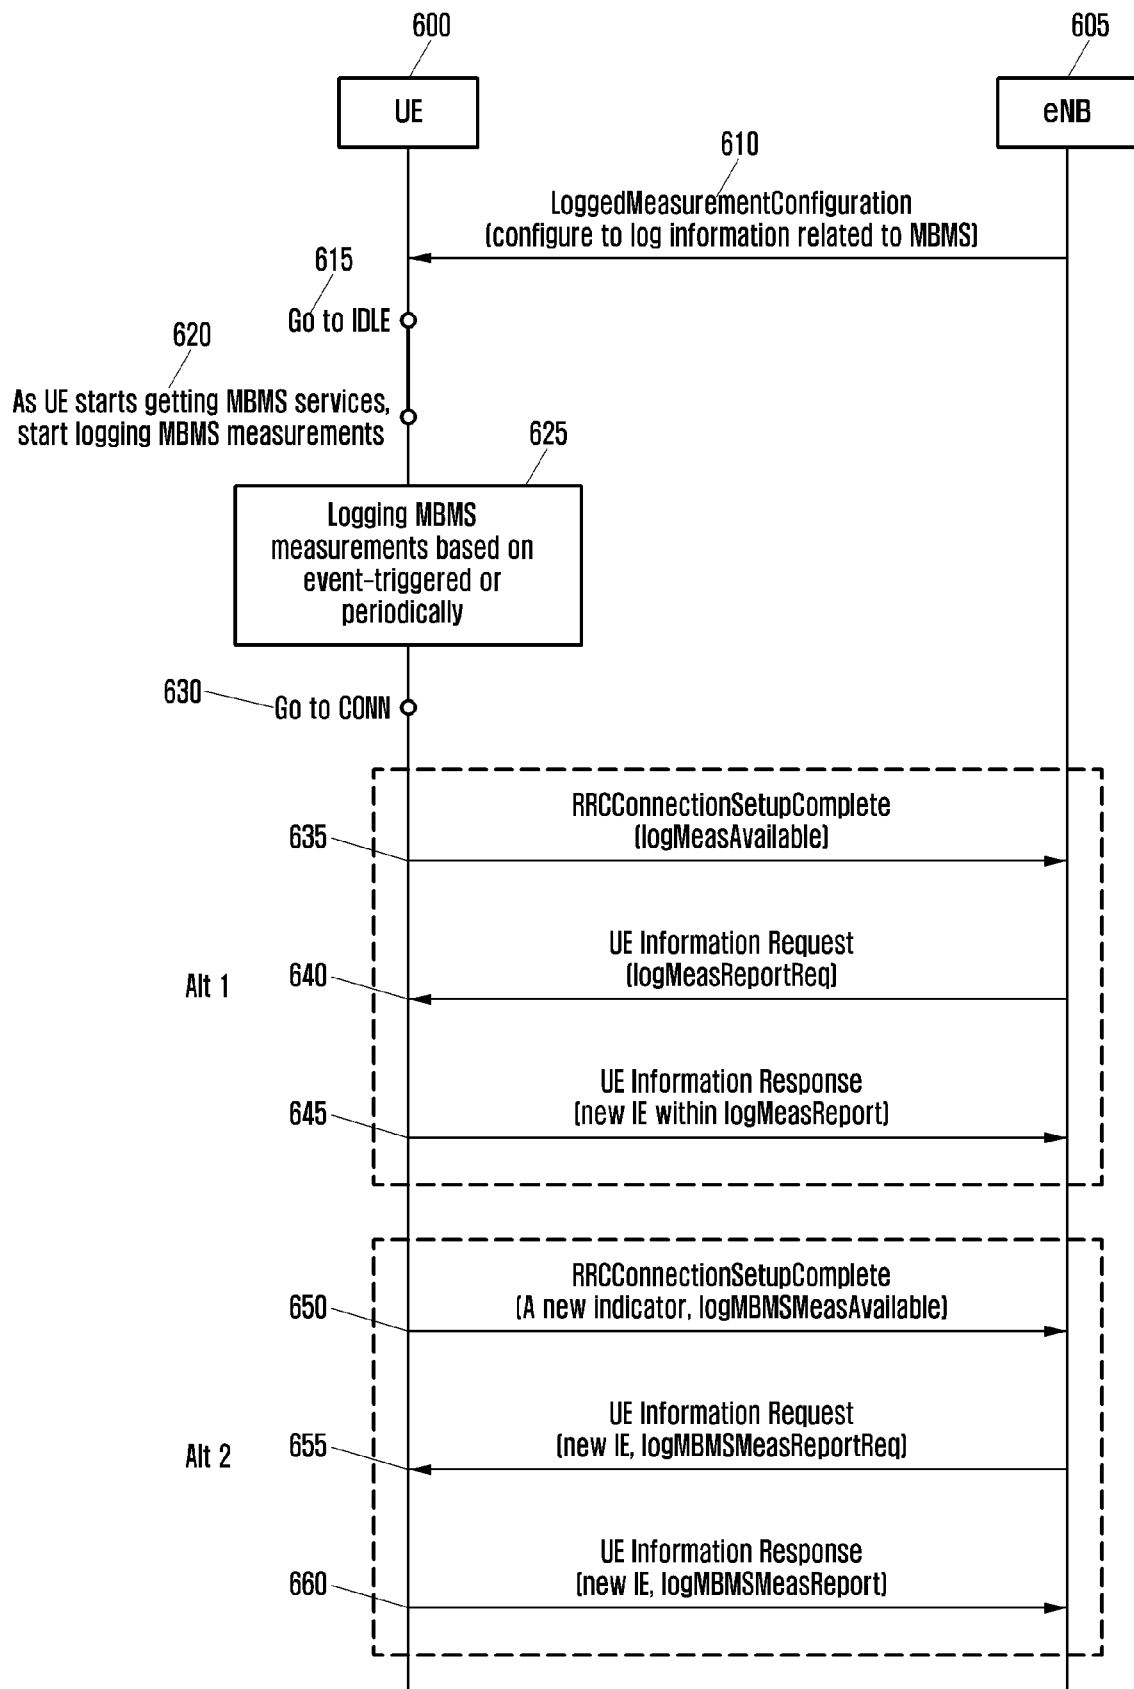 600
605
UE
eNB
610
LoggedMeasurementConfiguration
(configure to log information related to MBMS)
615
Go to IDLE
620
As UE starts getting MBMS services,
start logging MBMS measurements
625
Logging MBMS
measurements based on
event-triggered or
periodically
630
Go to CONN
RRCConnectionSetupComplete
(logMeasAvailable)
635
UE Information Request
(logMeasReportReq)
Alt 1
640
UE Information Response
(new IE within logMeasReport)
645
RRCConnectionSetupComplete
(A new indicator, logMBMSMeasAvailable)
650
UE Information Request
(new IE, logMBMSMeasReportReq)
Alt 2
655
UE Information Response
(new IE, logMBMSMeasReport)
660